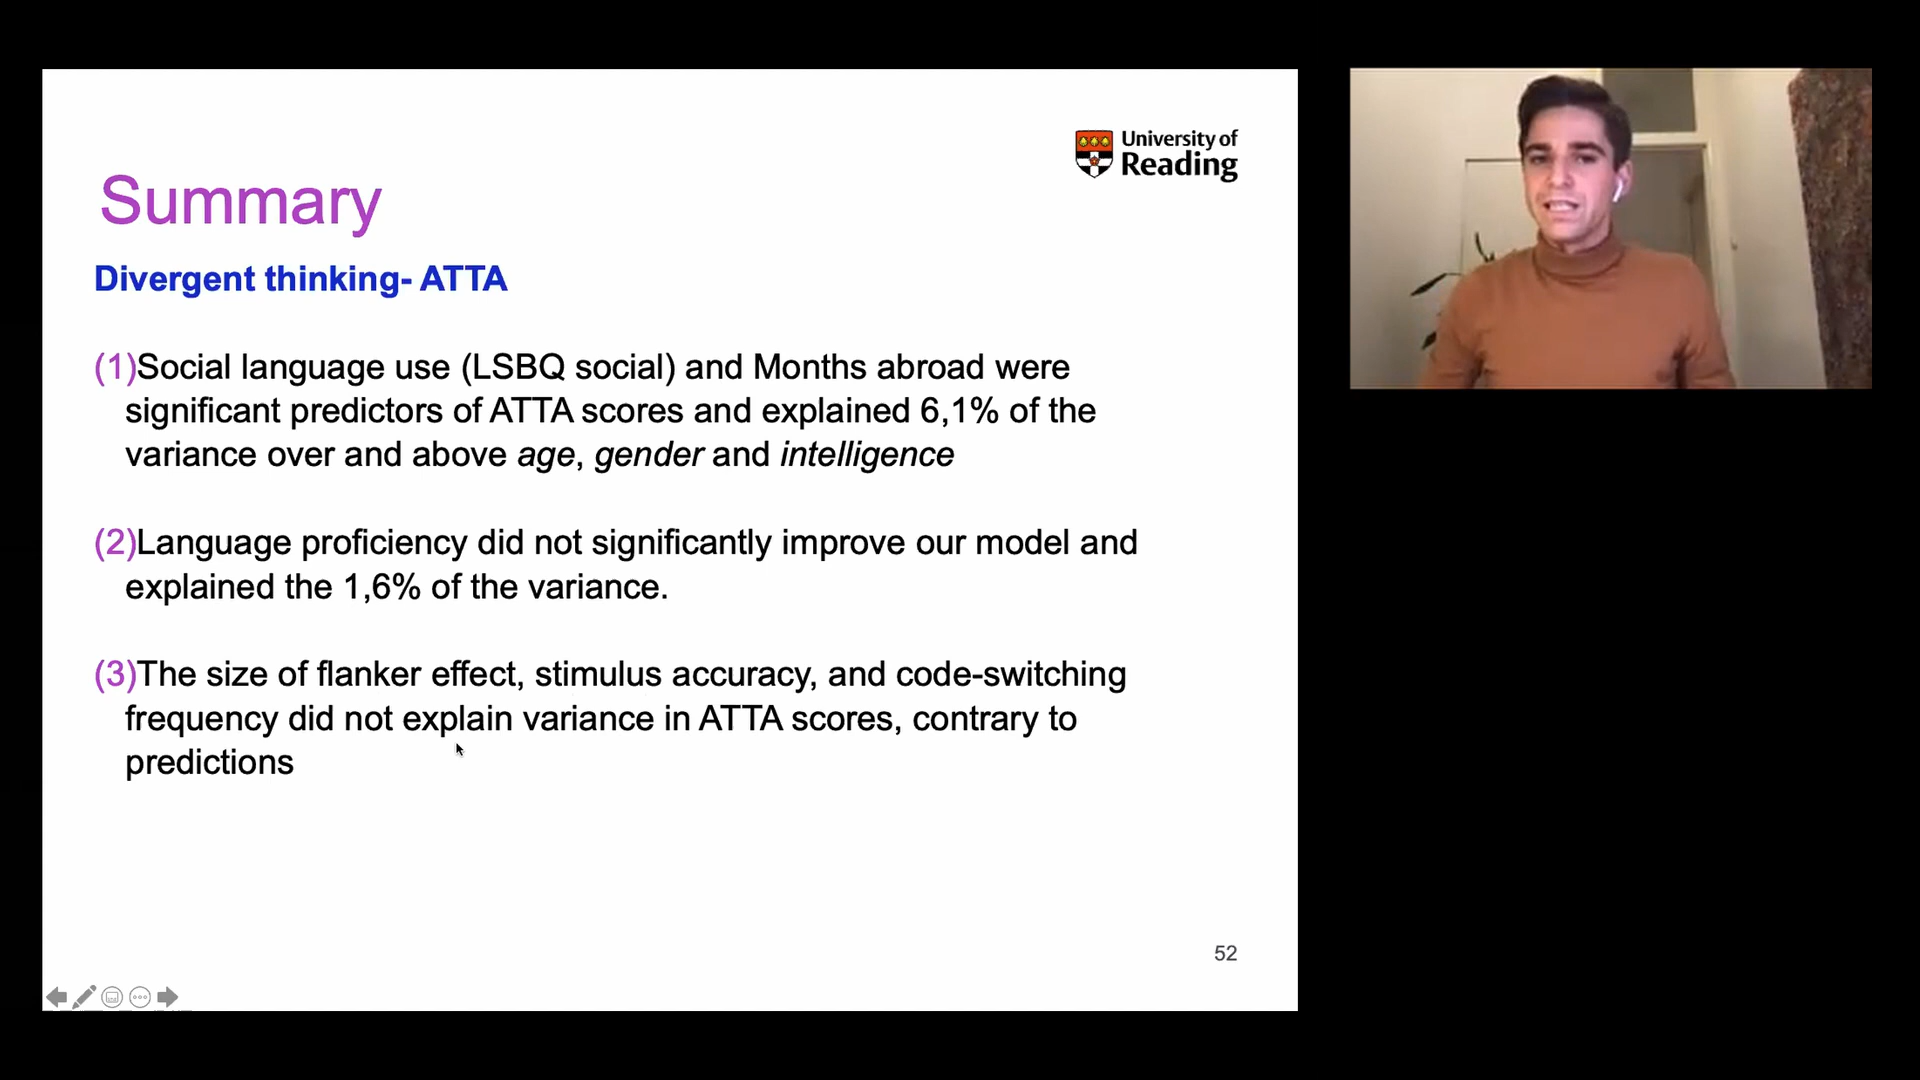 University of
Reading
Summary
Divergent thinking- ATTA
(1)Social language use (LSBQ social) and Months abroad were
significant predictors of ATTA scores and explained 6,1% of the
variance over and above age, gender and intelligence
(2)Language proficiency did not significantly improve our model and
explained the 1,6% of the variance.
(3)The size of flanker effect, stimulus accuracy, and code-switching
frequency did not explain variance in ATTA scores, contrary to
predictions
52